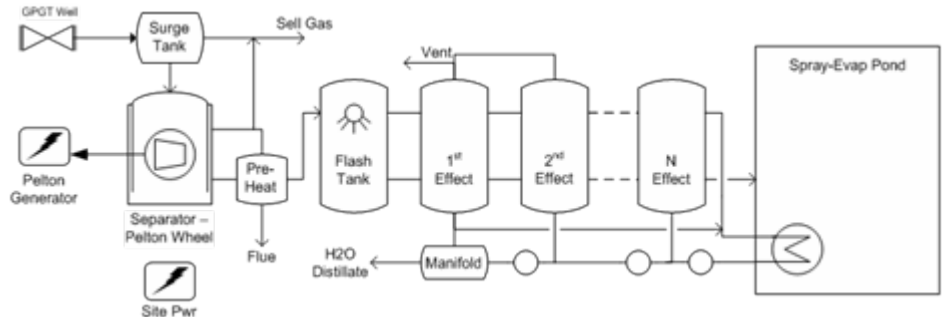 GPGT Well
Surge
Tank
Sell Gas
Vent
Spray-Evap Pond
Pelton
Generator
Separator –
Pelton Wheel
Pre-
Heat
Flue
Flash
Tank
1st
Effect
2nd
Effect
N
Effect
H2O
Distillate
Manifold
Site Pwr